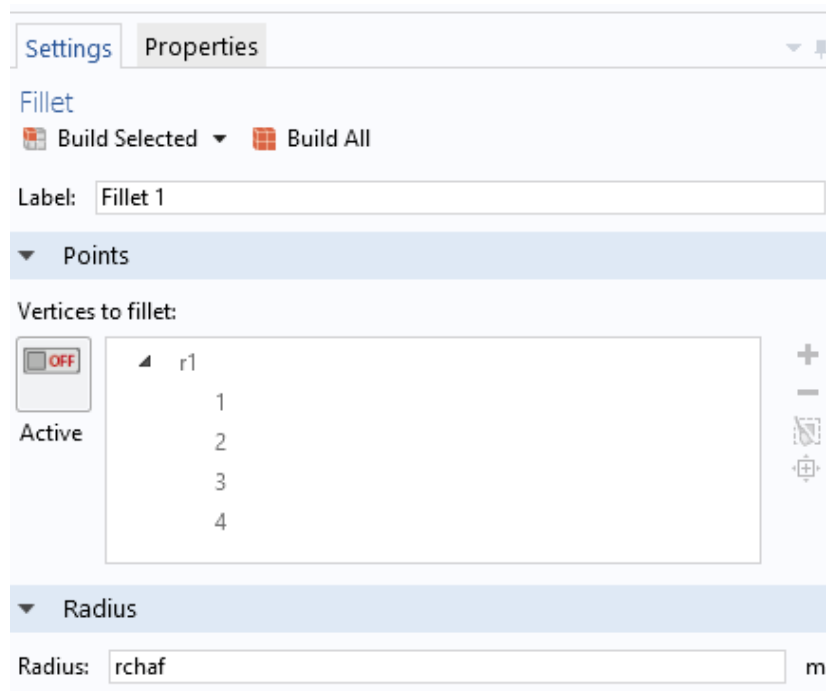 Settings Properties
Fillet
Build Selected Build All
Label: Fillet 1
Points
Vertices to fillet:
OFF r1
1
Active
2
3
4
Radius
Radius: rchaf m